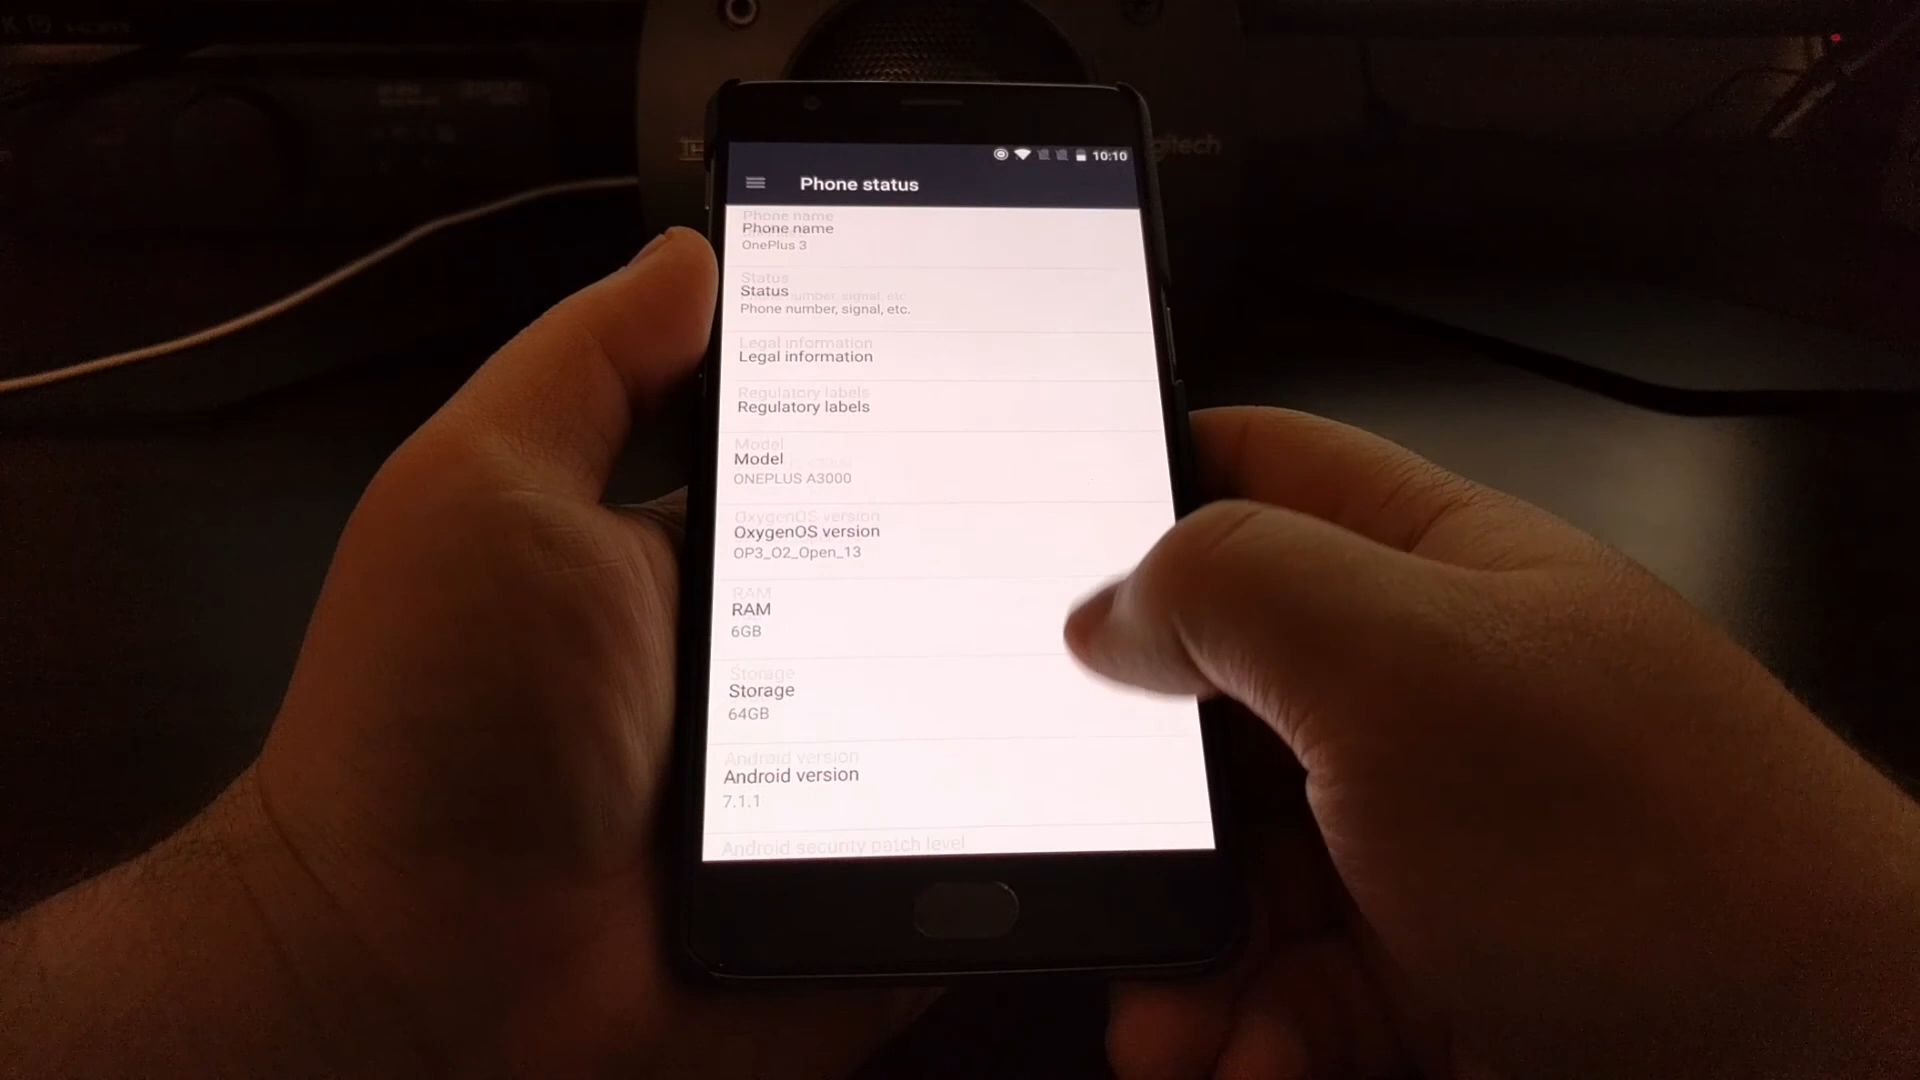 10:10
Phone status
Phone name
OnePlus 3
Status
Phone number, signal, etc.
Legal information
Regulatory labels
Model
ONEPLUS A3000
OxygenOS version
OP3_O2_Open_13
RAM
6GB
Storage
64GB
Android version
7.1.1
Android security patch level